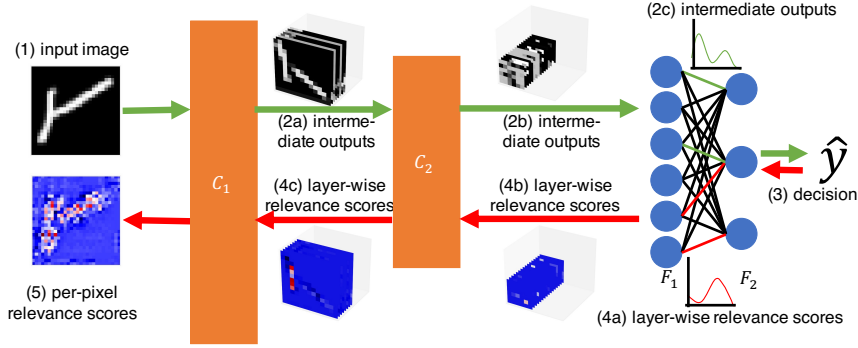 (2c) intermediate
outputs
(1) input image
(2a) interme-
diate outputs
(2b) interme-
diate outputs
C₁
C₂
ŷ
(3) decision
(4c) layer-wise
relevance scores
(4b) layer-wise
relevance scores
F₁
F₂
(5) per-pixel
relevance scores
(4a) layer-wise relevance scores